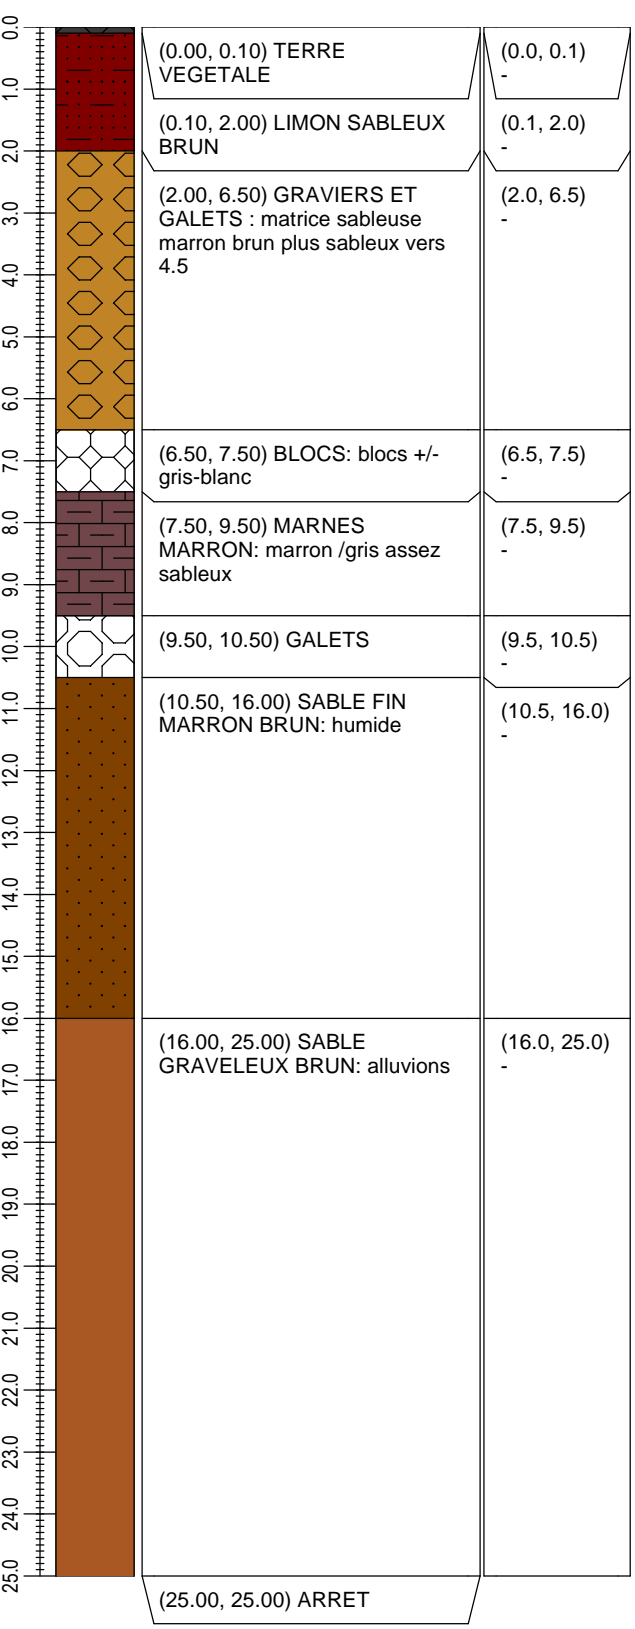 0.0
1.0
2.0
3.0
4.0
5.0
6.0
7.0
8.0
9.0
10.0
11.0
12.0
13.0
14.0
15.0
16.0
17.0
18.0
19.0
20.0
21.0
22.0
23.0
24.0
25.0
(0.00, 0.10) TERRE
VEGETALE
(0.10, 2.00) LIMON SABLEUX
BRUN
(2.00, 6.50) GRAVIERS ET
GALETS : matrice sableuse
marron brun plus sableux vers
4.5
(6.50, 7.50) BLOCS: blocs +/-
gris-blanc
(7.50, 9.50) MARNES
MARRON: marron /gris assez
sableux
(9.50, 10.50) GALETS
(10.50, 16.00) SABLE FIN
MARRON BRUN: humide
(16.00, 25.00) SABLE
GRAVELEUX BRUN: alluvions
(25.00, 25.00) ARRET
(0.0, 0.1)
-
(0.1, 2.0)
-
(2.0, 6.5)
-
(6.5, 7.5)
-
(7.5, 9.5)
-
(9.5, 10.5)
-
(10.5, 16.0)
-
(16.0, 25.0)
-